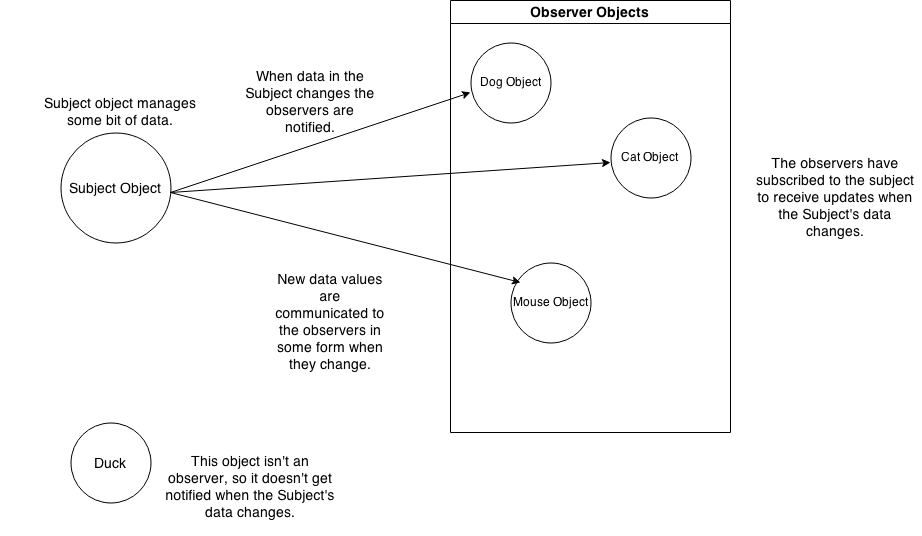 Observer Objects
When data in the
Subject changes the
observers are
notified.
Dog Object
Subject object manages
some bit of data.
Subject Object
Cat Object
The observers have
subscribed to the subject
to receive updates when
the Subject's data
changes.
New data values
are
communicated to
the observers in
some form when
they change.
Mouse Object
Duck
This object isn't an
observer, so it doesn't get
notified when the Subject's
data changes.